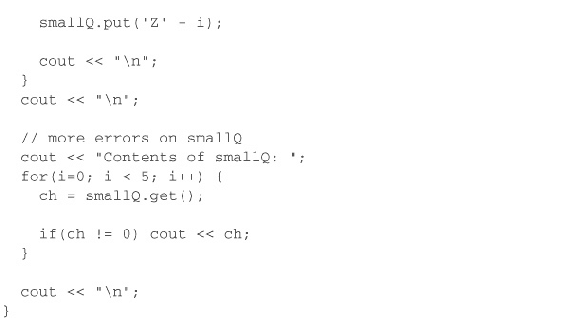 smallQ.put('Z' - i);
cout << "\n";
}
cout << "\n";
// more errors on smallQ
cout << "Contents of smallQ: ";
for(i=0; i < 5; i++) {
ch = smallQ.get();
if(ch != 0) cout << ch;
}
cout << "\n";
}